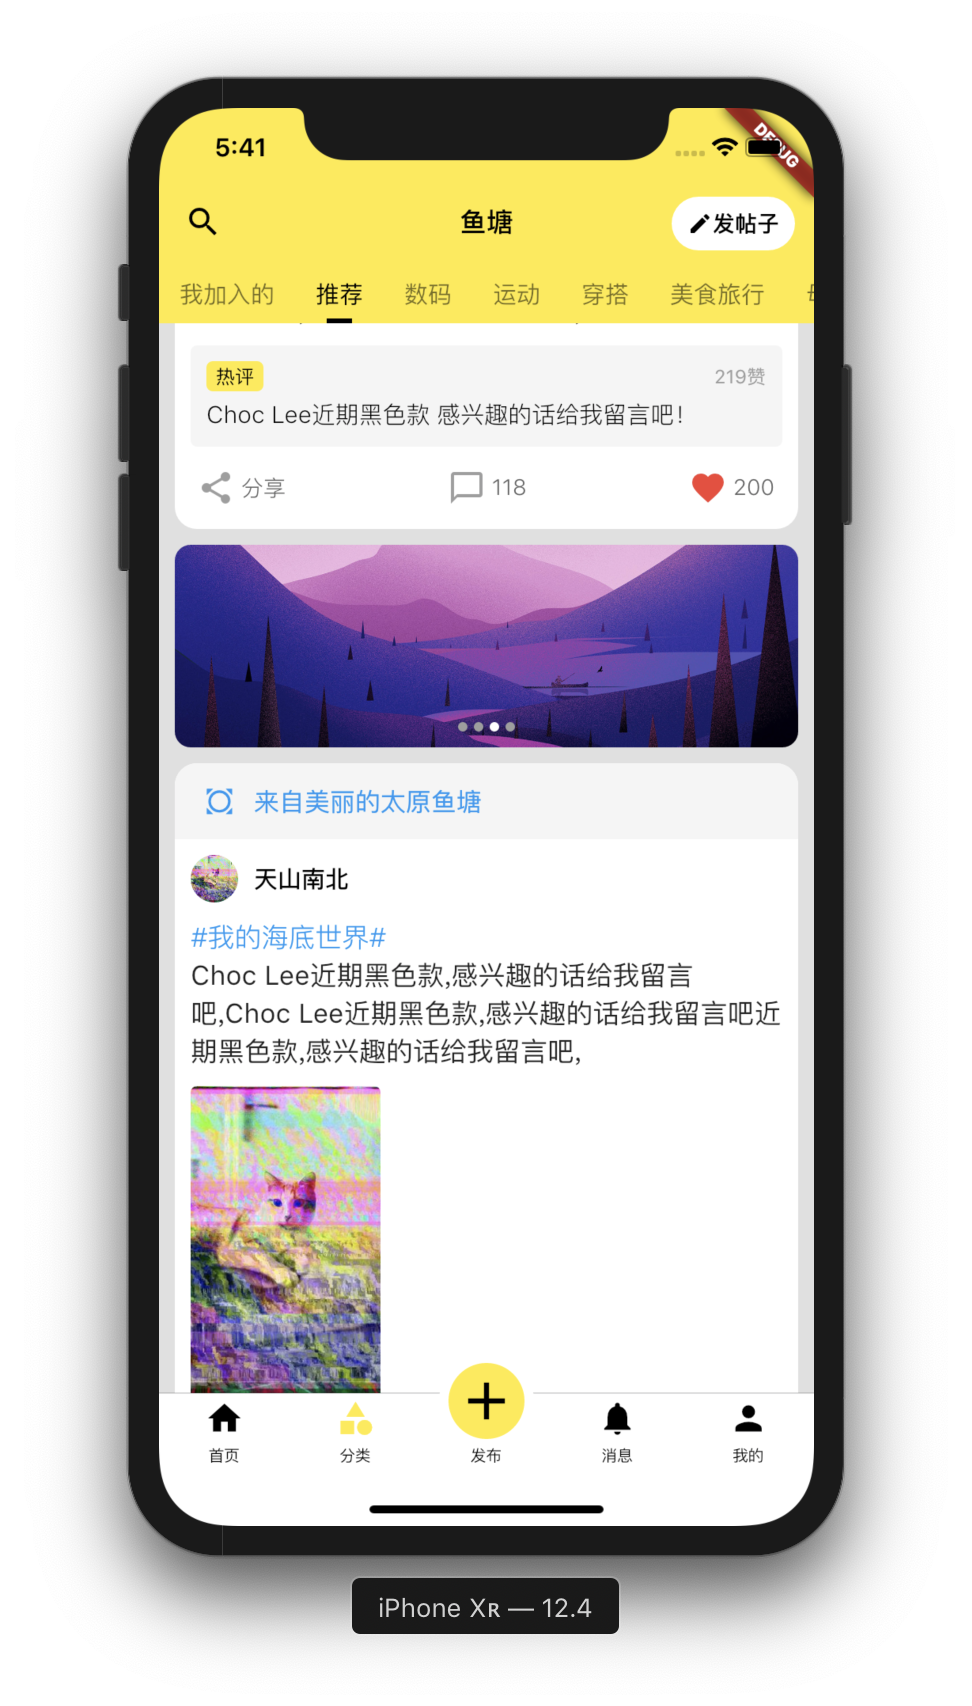 5:41
DEBUG
鱼塘
发帖子
我加入的 推荐 数码 运动 穿搭 美食旅行
热评 219赞
Choc Lee近期黑色款 感兴趣的话给我留言吧!
分享 118 200
来自美丽的太原鱼塘
天山南北
#我的海底世界#
Choc Lee近期黑色款,感兴趣的话给我留言
吧,Choc Lee近期黑色款,感兴趣的话给我留言吧近
期黑色款,感兴趣的话给我留言吧,
首页 分类 发布 消息 我的
iPhone XR — 12.4